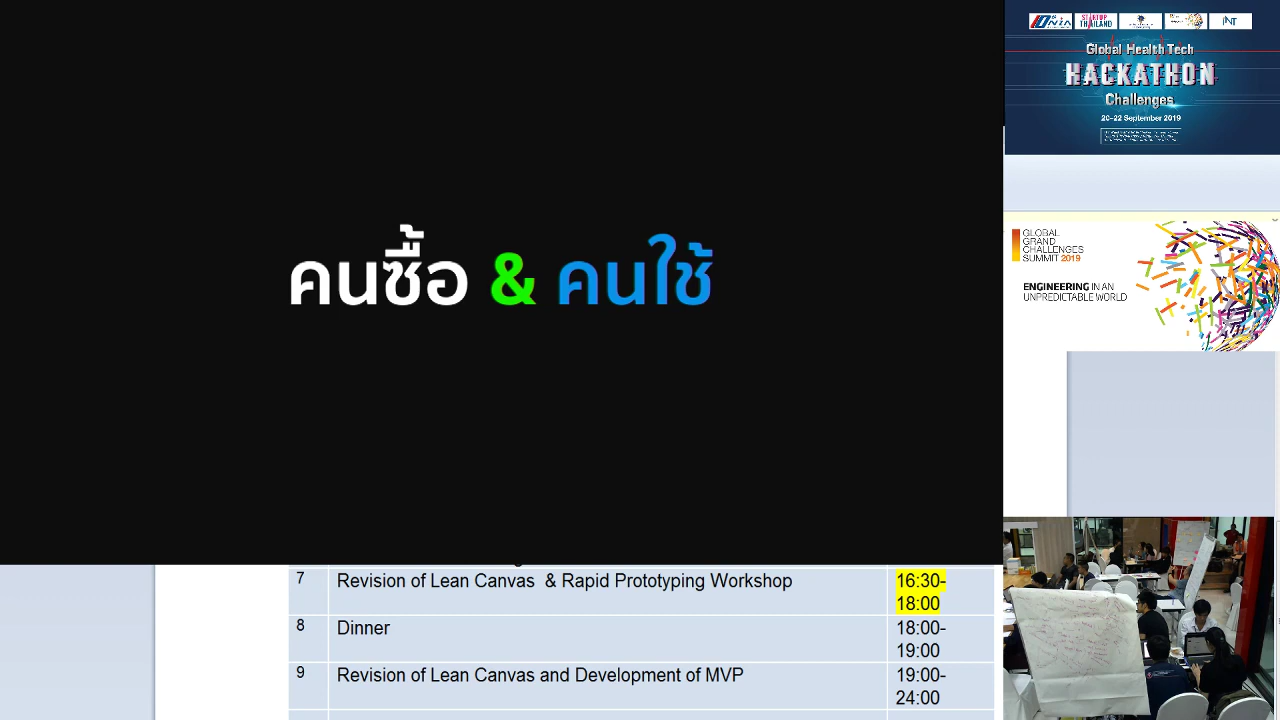 คนซื้อ & คนใช้
7 Revision of Lean Canvas & Rapid Prototyping Workshop 16:30-
18:00
8 Dinner 18:00-
19:00
9 Revision of Lean Canvas and Development of MVP 19:00-
24:00
STARTUP
THAILAND
Global Health Tech
HACKATHON
Challenges
20-22 September 2019
GLOBAL
GRAND
CHALLENGES
SUMMIT 2019
ENGINEERING IN AN
UNPREDICTABLE WORLD